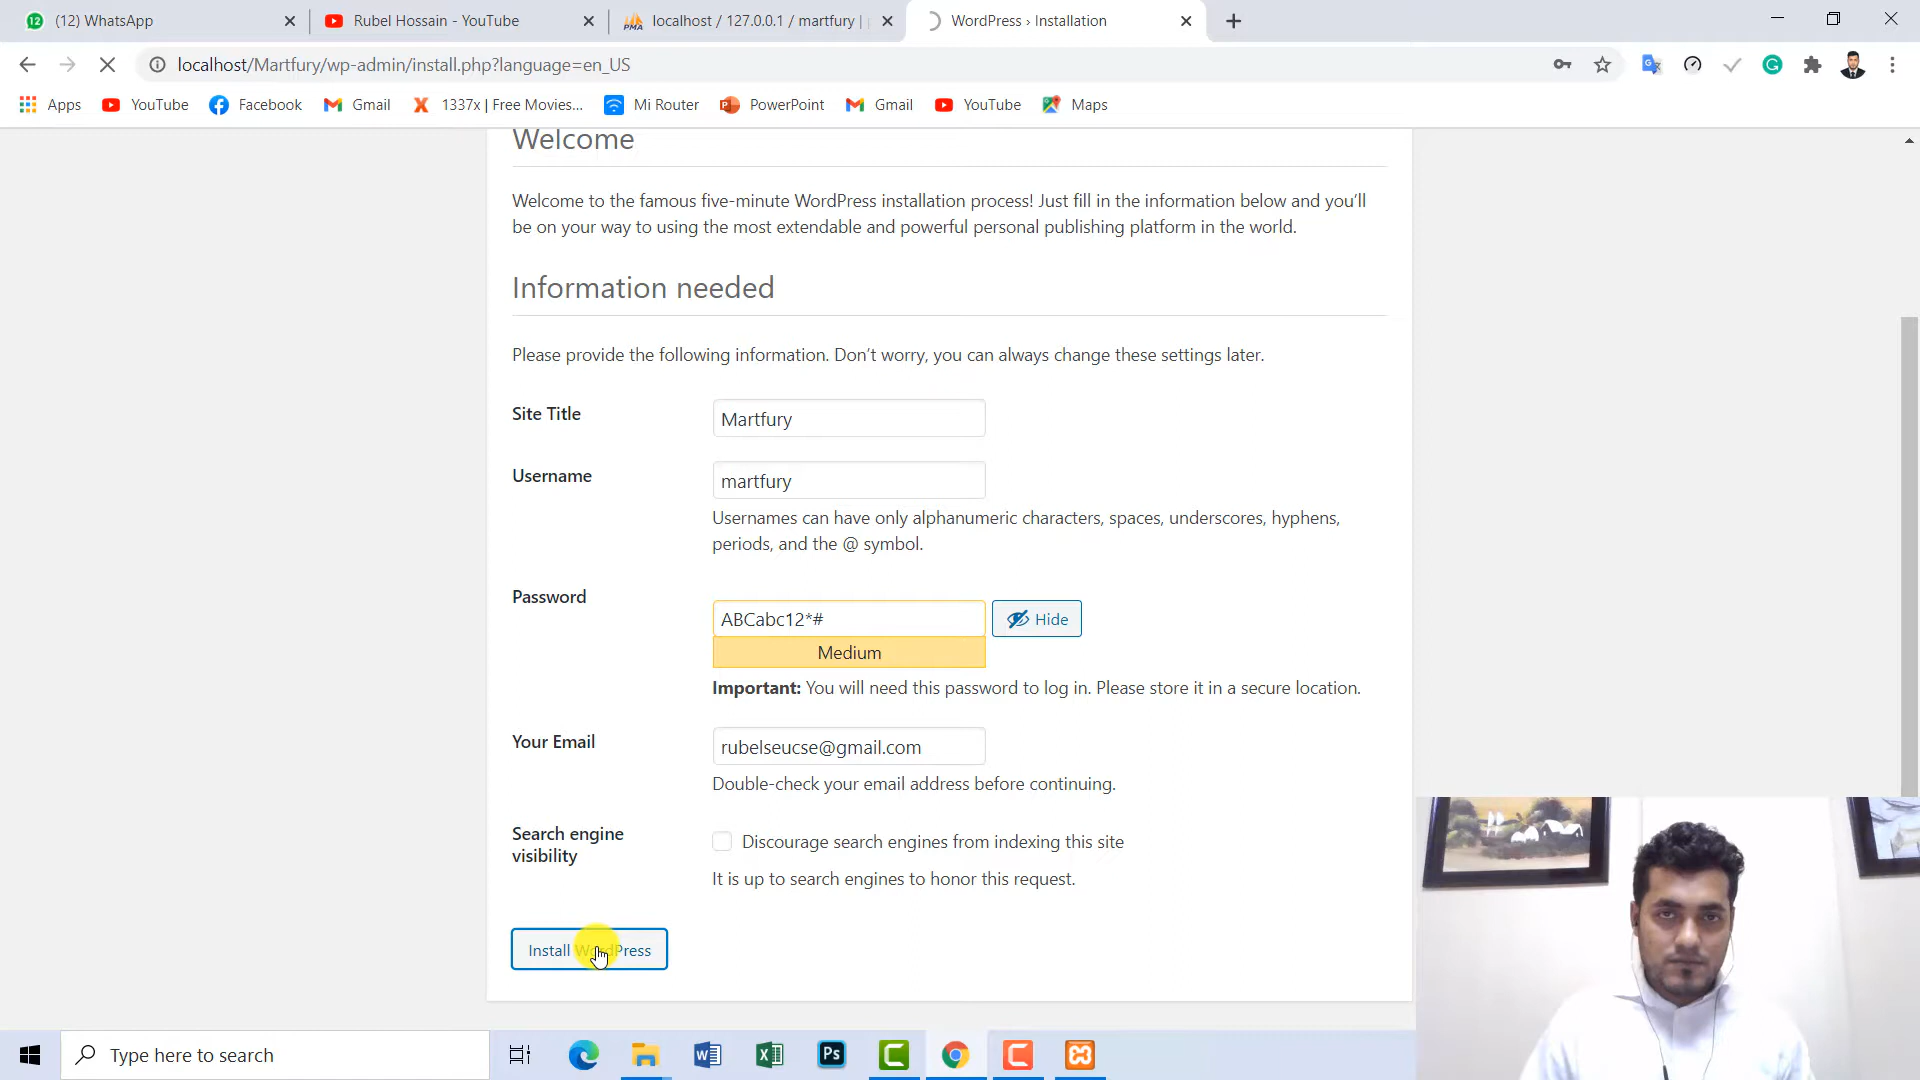 (12) WhatsApp
Rubel Hossain - YouTube
localhost / 127.0.0.1 / martfury |
WordPress › Installation
localhost/Martfury/wp-admin/install.php?language=en_US
Apps
YouTube
Facebook
Gmail
1337x | Free Movies...
Mi Router
PowerPoint
Gmail
YouTube
Maps
Welcome
Welcome to the famous five-minute WordPress installation process! Just fill in the information below and you’ll
be on your way to using the most extendable and powerful personal publishing platform in the world.
Information needed
Please provide the following information. Don’t worry, you can always change these settings later.
Site Title
Martfury
Username
martfury
Usernames can have only alphanumeric characters, spaces, underscores, hyphens,
periods, and the @ symbol.
Password
ABCabc12*#
Hide
Medium
Important: You will need this password to log in. Please store it in a secure location.
Your Email
rubelseucse@gmail.com
Double-check your email address before continuing.
Search engine
visibility
Discourage search engines from indexing this site
It is up to search engines to honor this request.
Install WordPress
Type here to search